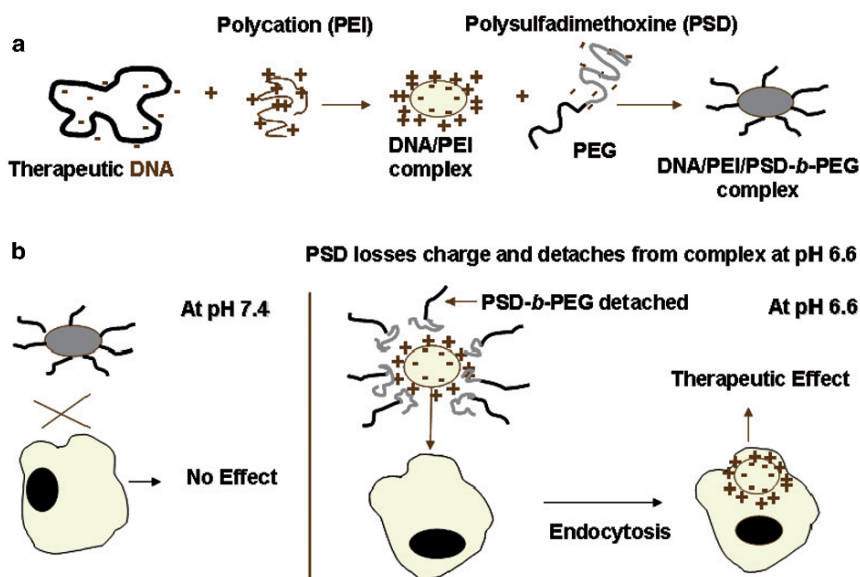 a
Polycation (PEI)
Polysulfadimethoxine (PSD)
Therapeutic DNA
+
DNA/PEI
complex
+
PEG
DNA/PEI/PSD-b-PEG
complex
b
PSD losses charge and detaches from complex at pH 6.6
At pH 7.4
PSD-b-PEG detached
At pH 6.6
Therapeutic Effect
No Effect
Endocytosis